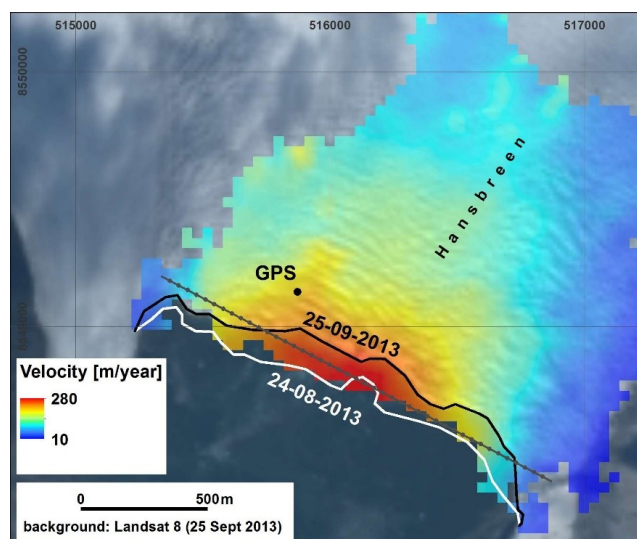 515000
516000
517000
8550000
Hansbreen
GPS
25-09-2013
24-08-2013
Velocity [m/year]
280
10
0 500m
background: Landsat 8 (25 Sept 2013)